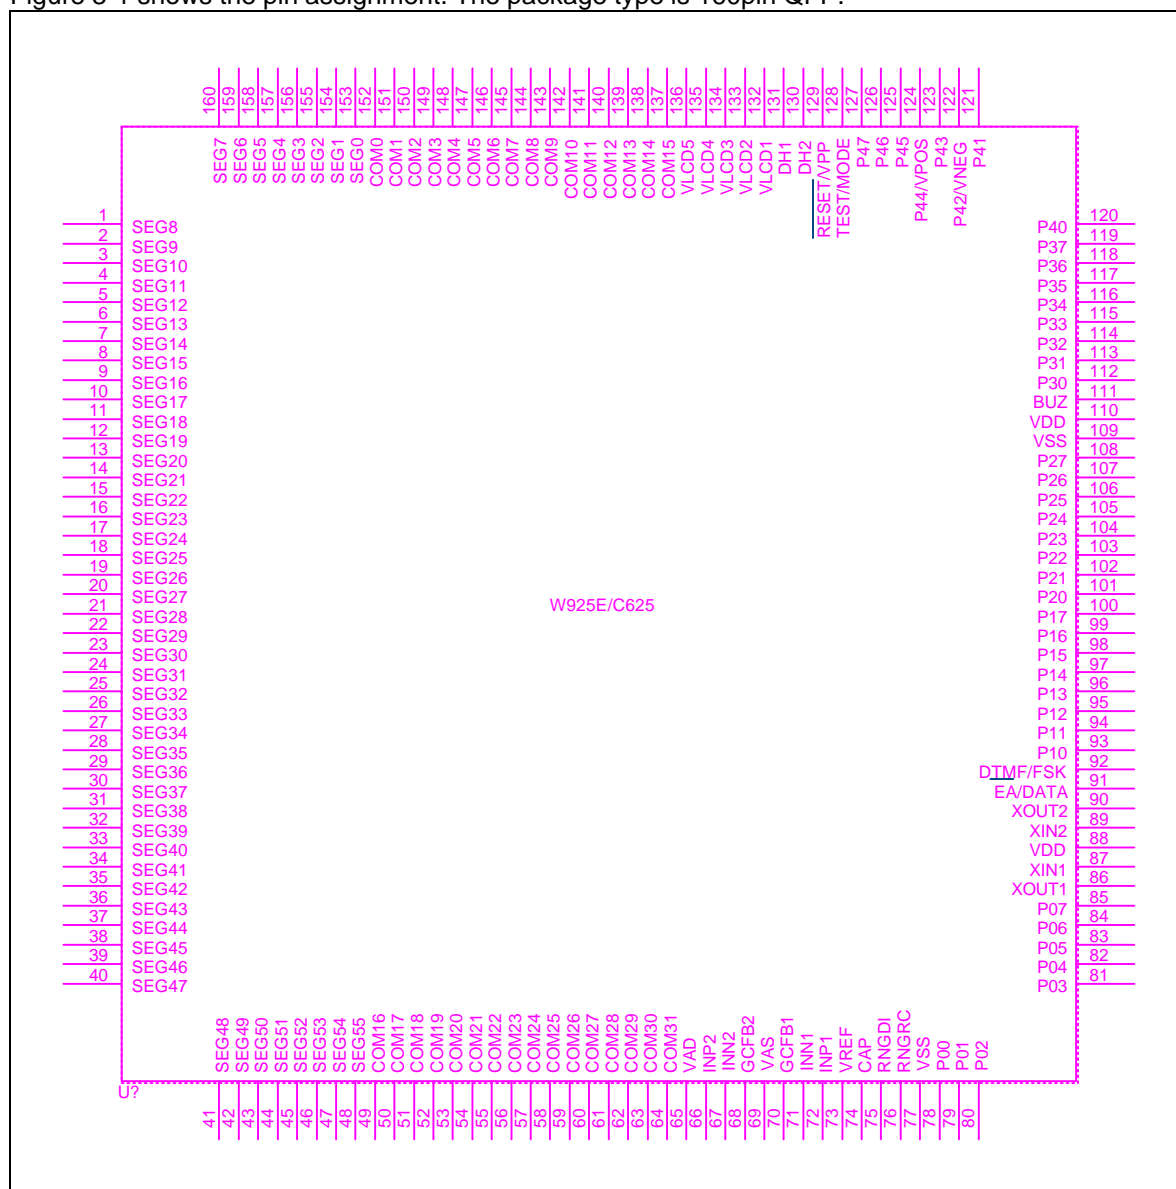 Figure shows the pin assignment. The package type is 160pin QFP.
160
159
158
157
156
155
154
153
152
151
150
149
148
147
146
145
144
143
142
141
140
139
138
137
136
135
134
133
132
131
130
129
128
127
126
125
124
123
122
121
SEG7
SEG6
SEG5
SEG4
SEG3
SEG2
SEG1
SEG0
COM0
COM1
COM2
COM3
COM4
COM5
COM6
COM7
COM8
COM9
COM10
COM11
COM12
COM13
COM14
COM15
VLCD5
VLCD4
VLCD3
VLCD2
VLCD1
DH1
DH2
RESET/VPP
TEST/MODE
P47
P46
P45
P44/VPOS
P43
P42/VNEG
P41
1 SEG8
2 SEG9
3 SEG10
4 SEG11
5 SEG12
6 SEG13
7 SEG14
8 SEG15
9 SEG16
10 SEG17
11 SEG18
12 SEG19
13 SEG20
14 SEG21
15 SEG22
16 SEG23
17 SEG24
18 SEG25
19 SEG26
20 SEG27
21 SEG28
22 SEG29
23 SEG30
24 SEG31
25 SEG32
26 SEG33
27 SEG34
28 SEG35
29 SEG36
30 SEG37
31 SEG38
32 SEG39
33 SEG40
34 SEG41
35 SEG42
36 SEG43
37 SEG44
38 SEG45
39 SEG46
40 SEG47
W925E/C625
P40 120
P37 119
P36 118
P35 117
P34 116
P33 115
P32 114
P31 113
P30 112
BUZ 111
VDD 110
VSS 109
P27 108
P26 107
P25 106
P24 105
P23 104
P22 103
P21 102
P20 101
P17 100
P16 99
P15 98
P14 97
P13 96
P12 95
P11 94
P10 93
DTMF/FSK 92
EA/DATA 91
XOUT2 90
XIN2 89
VDD 88
XIN1 87
XOUT1 86
P07 85
P06 84
P05 83
P04 82
P03 81
SEG48
SEG49
SEG50
SEG51
SEG52
SEG53
SEG54
SEG55
COM16
COM17
COM18
COM19
COM20
COM21
COM22
COM23
COM24
COM25
COM26
COM27
COM28
COM29
COM30
COM31
VAD
INP2
INN2
GCFB2
VAS
GCFB1
INN1
INP1
VREF
CAP
RNGDI
RNGRC
VSS
P00
P01
P02
U?
41
42
43
44
45
46
47
48
49
50
51
52
53
54
55
56
57
58
59
60
61
62
63
64
65
66
67
68
69
70
71
72
73
74
75
76
77
78
79
80